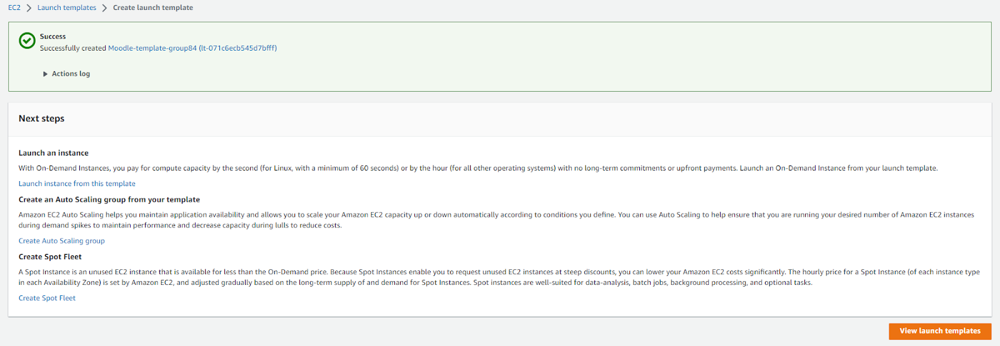 EC2 > Launch templates > Create launch template
Success
Successfully created Moodle-template-group84 (lt-071c6ecb545d7bfff)
Actions log
Next steps
Launch an instance
With On-Demand Instances, you pay for compute capacity by the second (for Linux, with a minimum of 60 seconds) or by the hour (for all other operating systems) with no long-term commitments or upfront payments. Launch an On-Demand Instance from your launch template.
Launch instance from this template
Create an Auto Scaling group from your template
Amazon EC2 Auto Scaling helps you maintain application availability and allows you to scale your Amazon EC2 capacity up or down automatically according to conditions you define. You can use Auto Scaling to help ensure that you are running your desired number of Amazon EC2 instances
during demand spikes to maintain performance and decrease capacity during lulls to reduce costs.
Create Auto Scaling group
Create Spot Fleet
A Spot Instance is an unused EC2 instance that is available for less than the On-Demand price. Because Spot Instances enable you to request unused EC2 instances at steep discounts, you can lower your Amazon EC2 costs significantly. The hourly price for a Spot Instance (of each instance type
in each Availability Zone) is set by Amazon EC2, and adjusted gradually based on the long-term supply of and demand for Spot Instances. Spot instances are well-suited for data-analysis, batch jobs, background processing, and optional tasks.
Create Spot Fleet
View launch templates